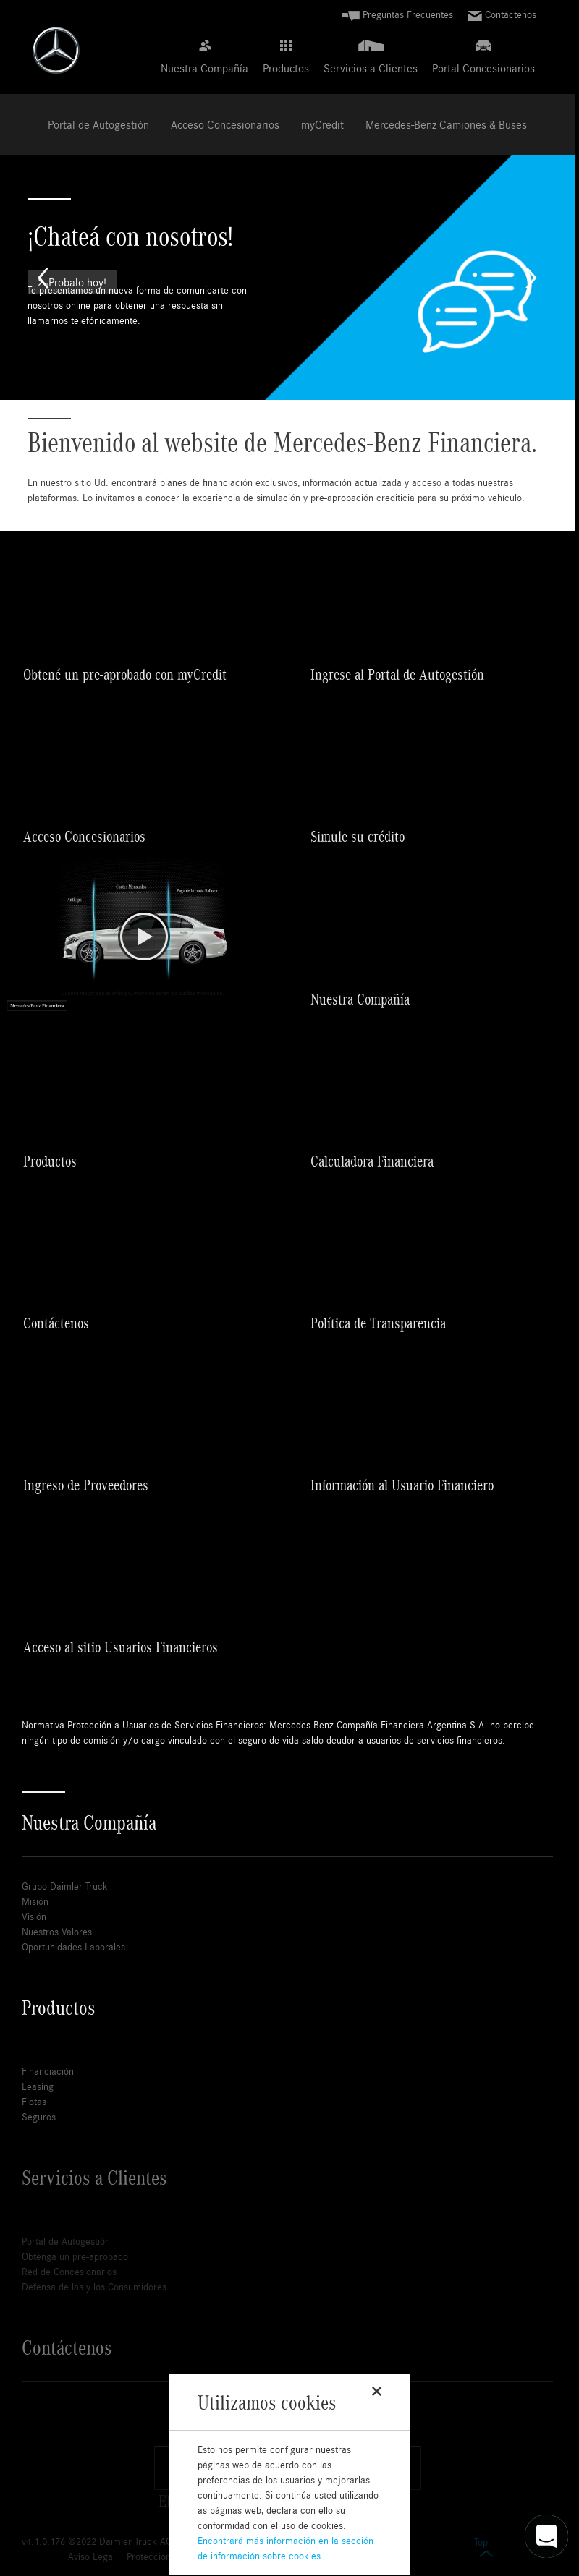 Preguntas Frecuentes
Contáctenos
Nuestra Compañía
Productos
Servicios a Clientes
Portal Concesionarios
Portal de Autogestión
Acceso Concesionarios
myCredit
Mercedes-Benz Camiones & Buses
¡Chateá con nosotros!
Probalo hoy!
Te presentamos un nueva forma de comunicarte con
nosotros online para obtener una respuesta sin
llamarnos telefónicamente.
Bienvenido al website de Mercedes-Benz Financiera.
En nuestro sitio Ud. encontrará planes de financiación exclusivos, información actualizada y acceso a todas nuestras
plataformas. Lo invitamos a conocer la experiencia de simulación y pre-aprobación crediticia para su próximo vehículo.
Obtené un pre-aprobado con myCredit
Ingrese al Portal de Autogestión
Acceso Concesionarios
Simule su crédito
Anticipo
Cuotas Mensuales
Pago de la cuota Balloon
Mercedes-Benz Financiera
Nuestra Compañía
Productos
Calculadora Financiera
Contáctenos
Política de Transparencia
Ingreso de Proveedores
Información al Usuario Financiero
Acceso al sitio Usuarios Financieros
Normativa Protección a Usuarios de Servicios Financieros: Mercedes-Benz Compañía Financiera Argentina S.A. no percibe
ningún tipo de comisión y/o cargo vinculado con el seguro de vida saldo deudor a usuarios de servicios financieros.
Nuestra Compañía
Grupo Daimler Truck
Misión
Visión
Nuestros Valores
Oportunidades Laborales
Productos
Financiación
Leasing
Flotas
Seguros
Servicios a Clientes
Portal de Autogestión
Obtenga un pre-aprobado
Red de Concesionarios
Defensa de las y los Consumidores
Contáctenos
Utilizamos cookies
Esto nos permite configurar nuestras
páginas web de acuerdo con las
preferencias de los usuarios y mejorarlas
continuamente. Si continúa usted utilizando
as páginas web, declara con ello su
conformidad con el uso de cookies.
Encontrará más información en la sección
de información sobre cookies.
v4.1.0.176 ©2022 Daimler Truck
Top
Aviso Legal
Protección